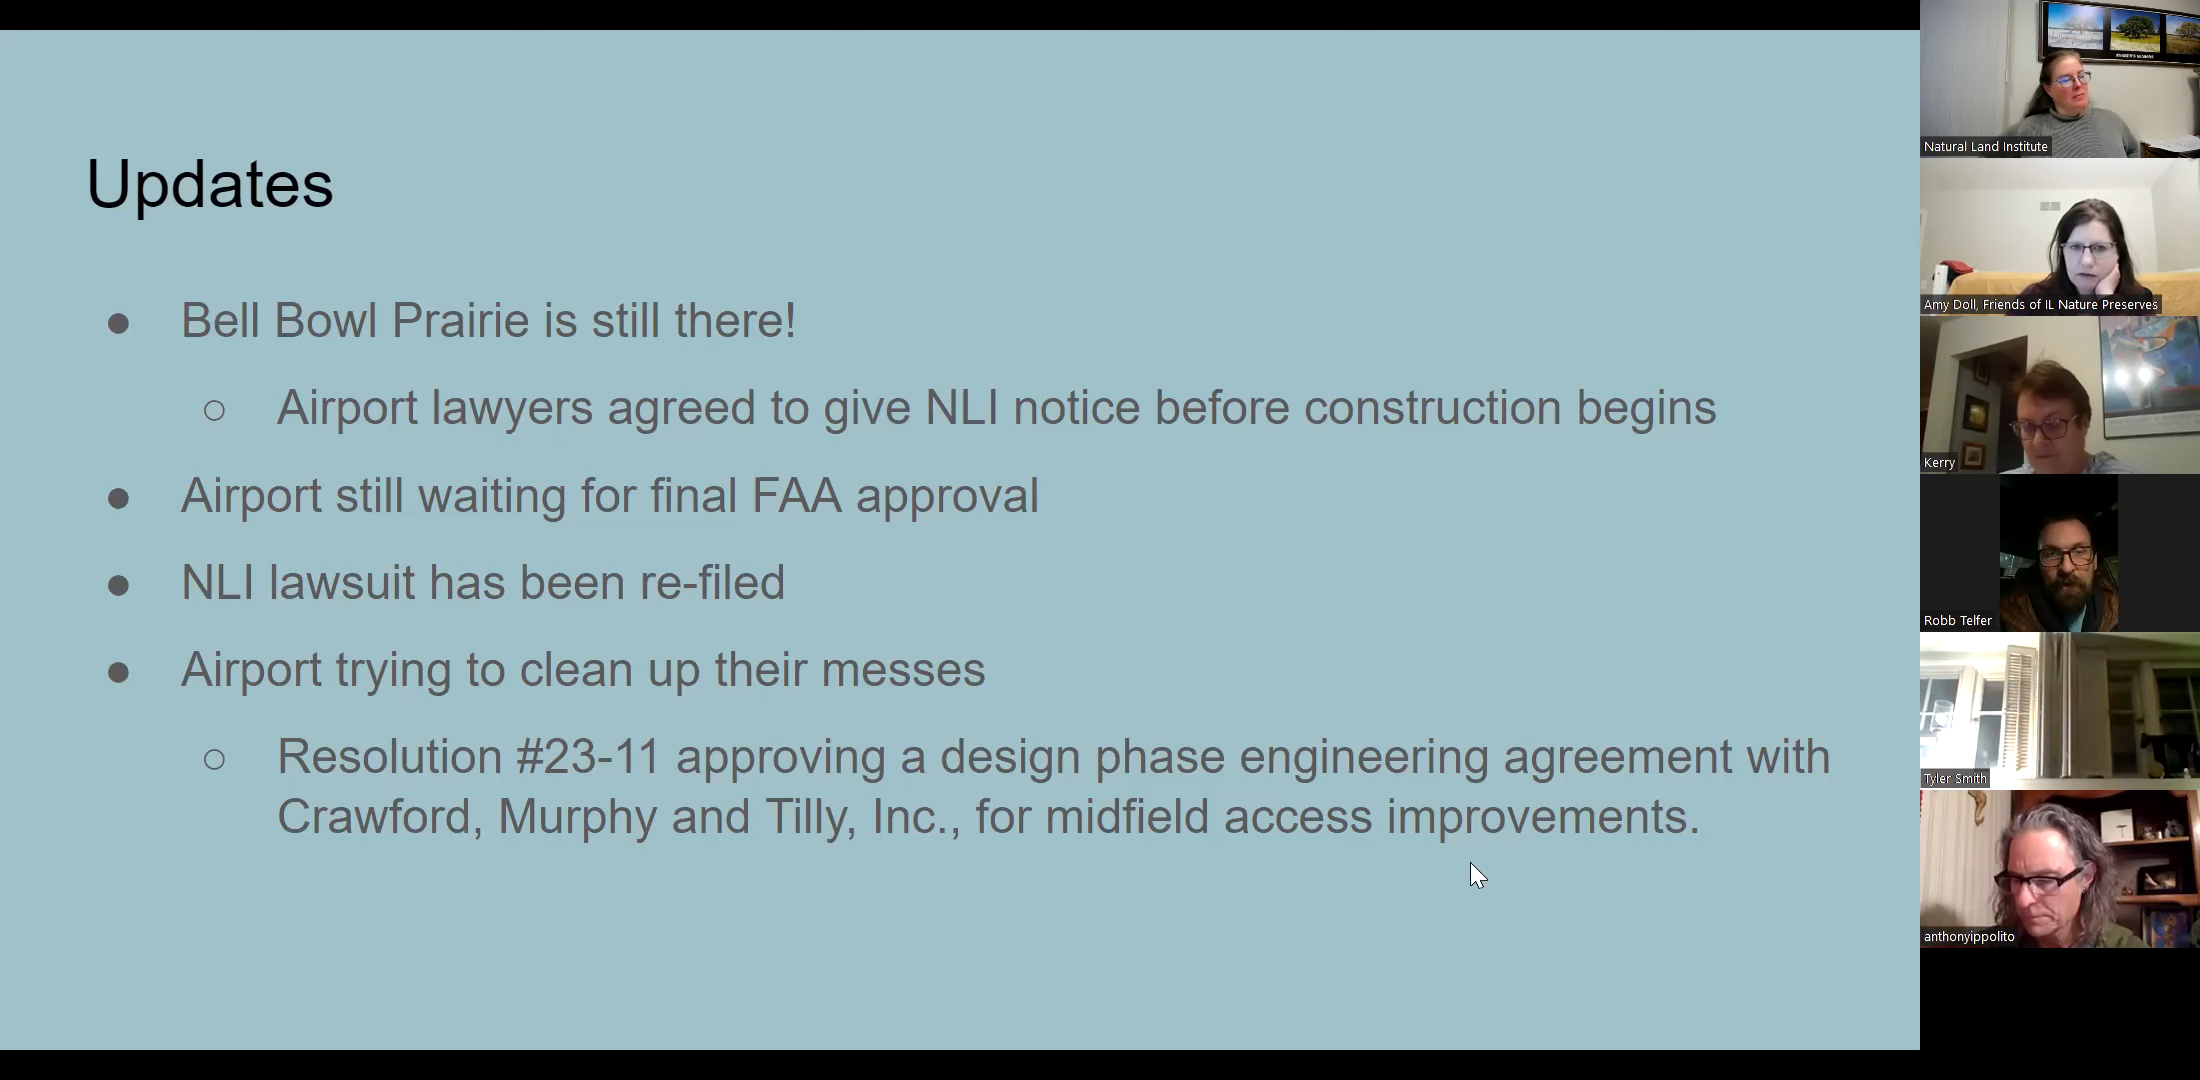 Updates
● Bell Bowl Prairie is still there!
○ Airport lawyers agreed to give NLI notice before construction begins
● Airport still waiting for final FAA approval
● NLI lawsuit has been re-filed
● Airport trying to clean up their messes
○ Resolution #23-11 approving a design phase engineering agreement with
Crawford, Murphy and Tilly, Inc., for midfield access improvements.
Natural Land Institute
Amy Doll, Friends of IL Nature Preserves
Kerry
Robb Telfer
Tyler Smith
anthonyippolito